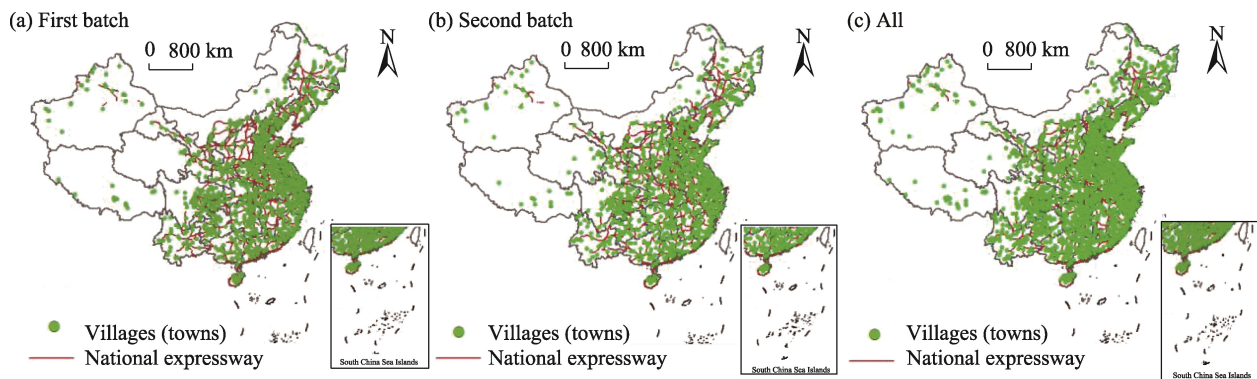 (a) First batch
0 800 km
N
Villages (towns)
National expressway
South China Sea Islands
(b) Second batch
0 800 km
N
Villages (towns)
National expressway
South China Sea Islands
(c) All
0 800 km
N
Villages (towns)
National expressway
South China Sea Islands